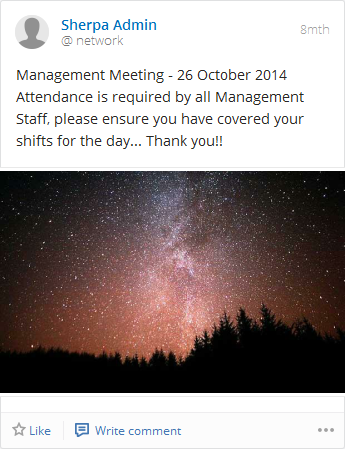 Sherpa Admin
8mth
@ network
Management Meeting - 26 October 2014
Attendance is required by all Management
Staff, please ensure you have covered your
shifts for the day... Thank you!!
Like
Write comment